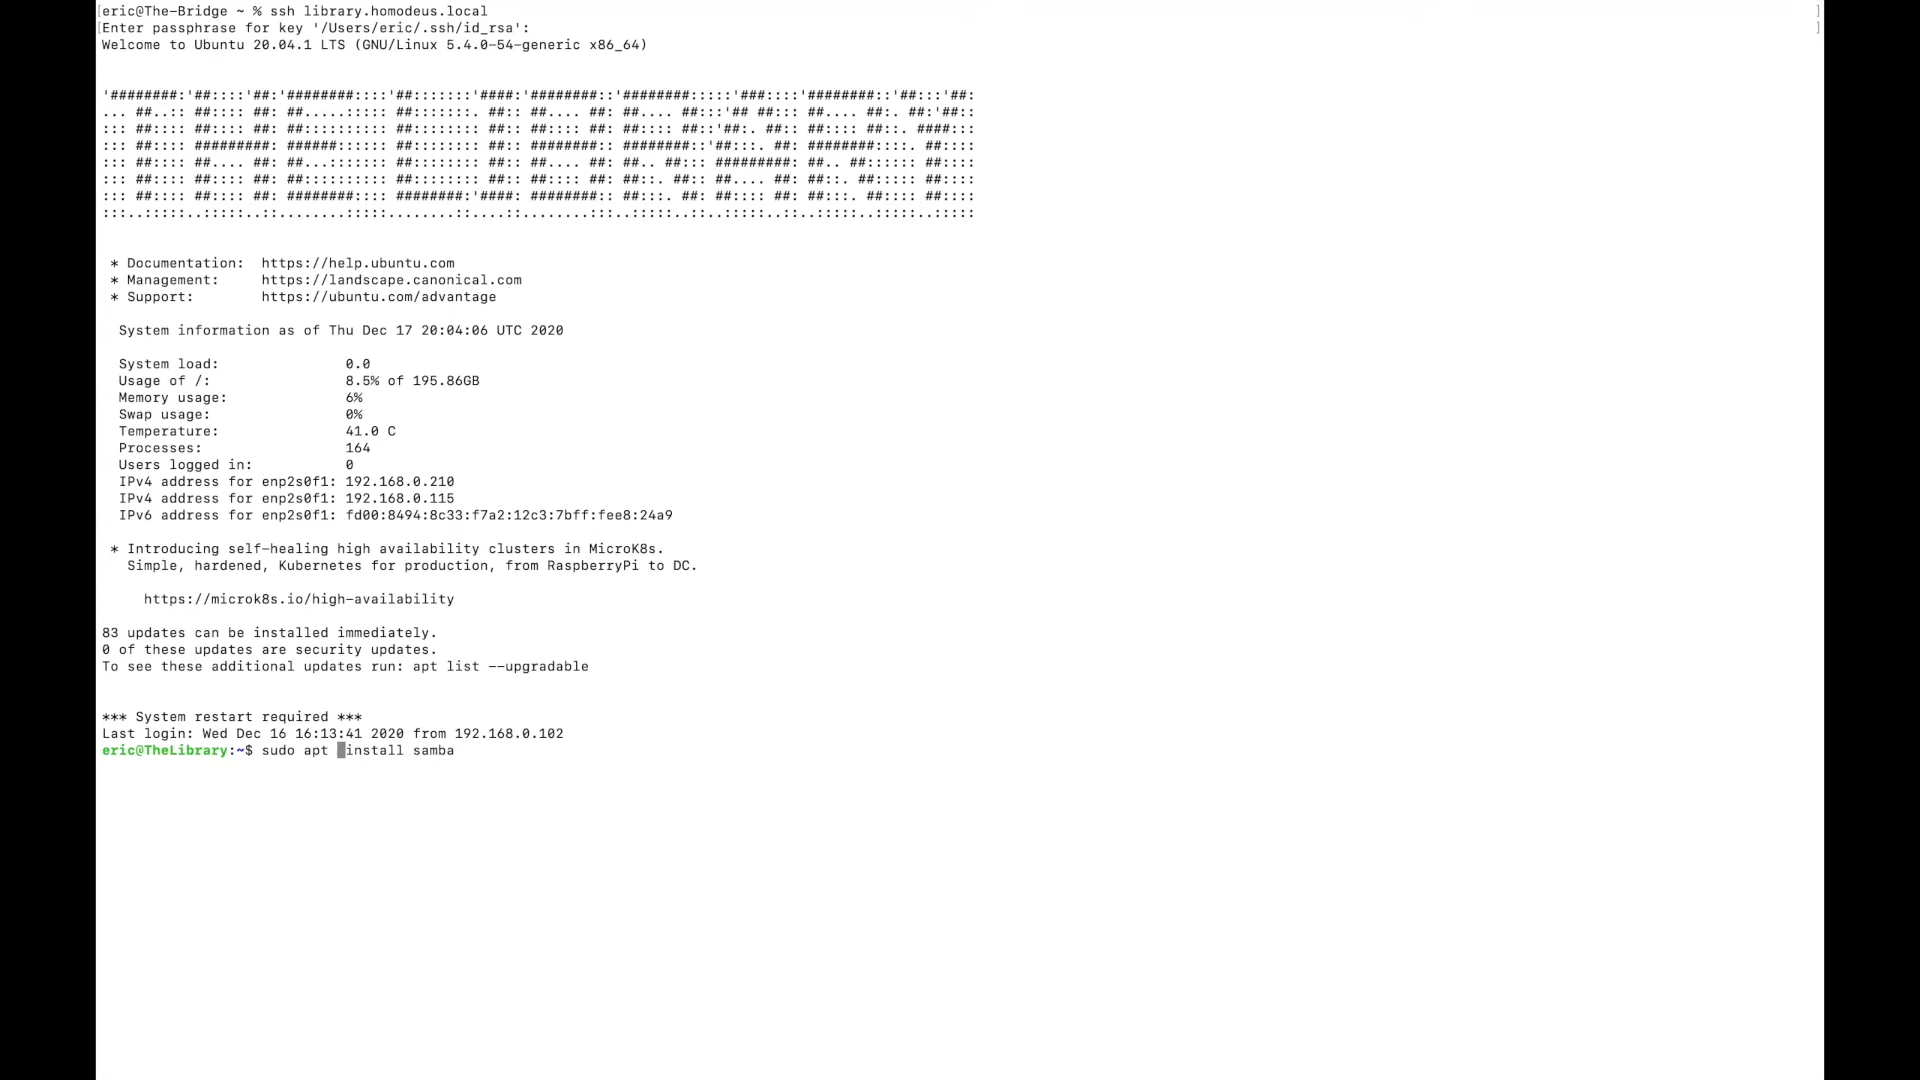 [eric@The-Bridge ~ % ssh library.homodeus.local ]
[Enter passphrase for key '/Users/eric/.ssh/id_rsa': ]
Welcome to Ubuntu 20.04.1 LTS (GNU/Linux 5.4.0-54-generic x86_64)
'########:'##::::'##:'########::::'##:::::::'####:'########::'########:::::'###::::'########::'##:::'##:
... ##..:: ##:::: ##: ##.....::::: ##:::::::. ##:: ##.... ##: ##.... ##:::'## ##::: ##.... ##:. ##:'##::
::: ##:::: ##:::: ##: ##:::::::::: ##:::::::: ##:: ##:::: ##: ##:::: ##::'##:. ##:: ##:::: ##::. ####:::
::: ##:::: #########: ######:::::: ##:::::::: ##:: ########:: ########::'##:::. ##: ########::::. ##::::
::: ##:::: ##.... ##: ##...::::::: ##:::::::: ##:: ##.... ##: ##.. ##::: #########: ##.. ##:::::: ##::::
::: ##:::: ##:::: ##: ##:::::::::: ##:::::::: ##:: ##:::: ##: ##::. ##:: ##.... ##: ##::. ##::::: ##::::
::: ##:::: ##:::: ##: ########:::: ########:'####: ########:: ##:::. ##: ##:::: ##: ##:::. ##:::: ##::::
:::..:::::..:::::..::........:::::........::....::........:::..:::::..::..:::::..::..:::::..:::::..:::::
* Documentation:  https://help.ubuntu.com
* Management:     https://landscape.canonical.com
* Support:        https://ubuntu.com/advantage
System information as of Thu Dec 17 20:04:06 UTC 2020
System load:               0.0
Usage of /:                8.5% of 195.86GB
Memory usage:              6%
Swap usage:                0%
Temperature:               41.0 C
Processes:                 164
Users logged in:           0
IPv4 address for enp2s0f1: 192.168.0.210
IPv4 address for enp2s0f1: 192.168.0.115
IPv6 address for enp2s0f1: fd00:8494:8c33:f7a2:12c3:7bff:fee8:24a9
* Introducing self-healing high availability clusters in MicroK8s.
Simple, hardened, Kubernetes for production, from RaspberryPi to DC.
https://microk8s.io/high-availability
83 updates can be installed immediately.
0 of these updates are security updates.
To see these additional updates run: apt list --upgradable
*** System restart required ***
Last login: Wed Dec 16 16:13:41 2020 from 192.168.0.102
eric@TheLibrary:~$ sudo apt install samba